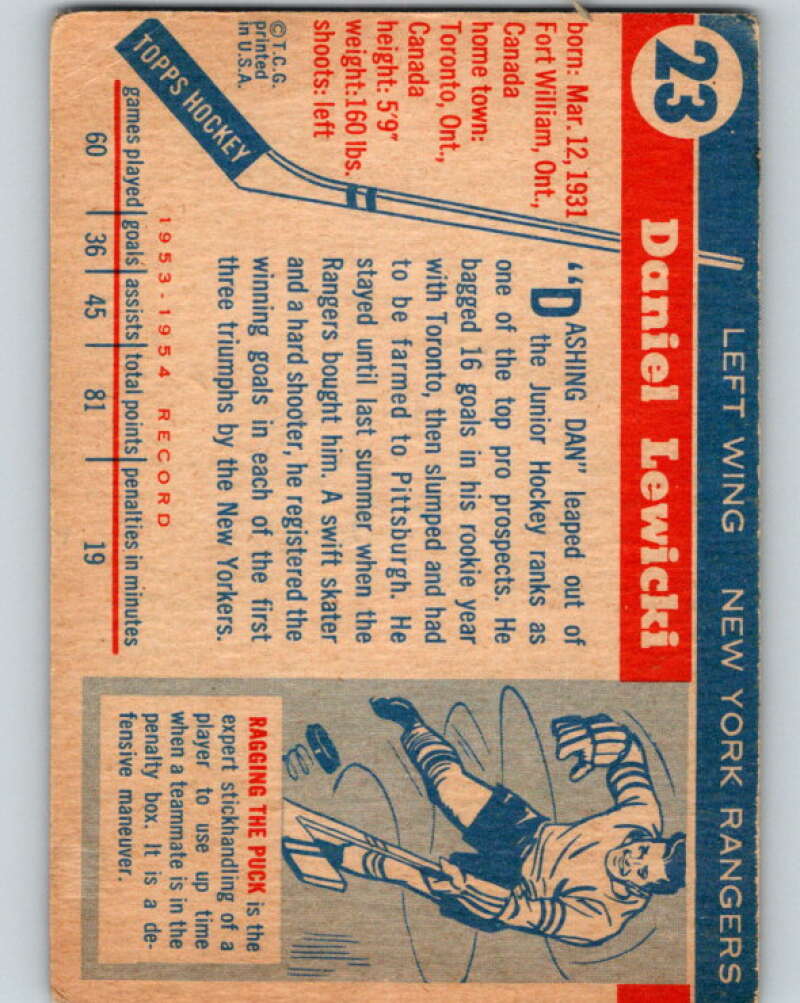 23
LEFT WING NEW YORK RANGERS
Daniel Lewicki
born: Mar. 12, 1931
Fort William, Ont.,
Canada
home town:
Toronto, Ont.,
Canada
height: 5'9"
weight: 160 lbs.
shoots: left
© T.C.G.
printed
in U.S.A.
TOPPS HOCKEY
"DASHING DAN" leaped out of
the Junior Hockey ranks as
one of the top pro prospects. He
bagged 16 goals in his rookie year
with Toronto, then slumped and had
to be farmed to Pittsburgh. He
stayed until last summer when the
Rangers bought him. A swift skater
and a hard shooter, he registered the
winning goals in each of the first
three triumphs by the New Yorkers.
1953-1954 RECORD
games played goals assists total points penalties in minutes
60 36 45 81 19
RAGGING THE PUCK is the
expert stickhandling of a
player to use up time
when a teammate is in the
penalty box. It is a de-
fensive maneuver.